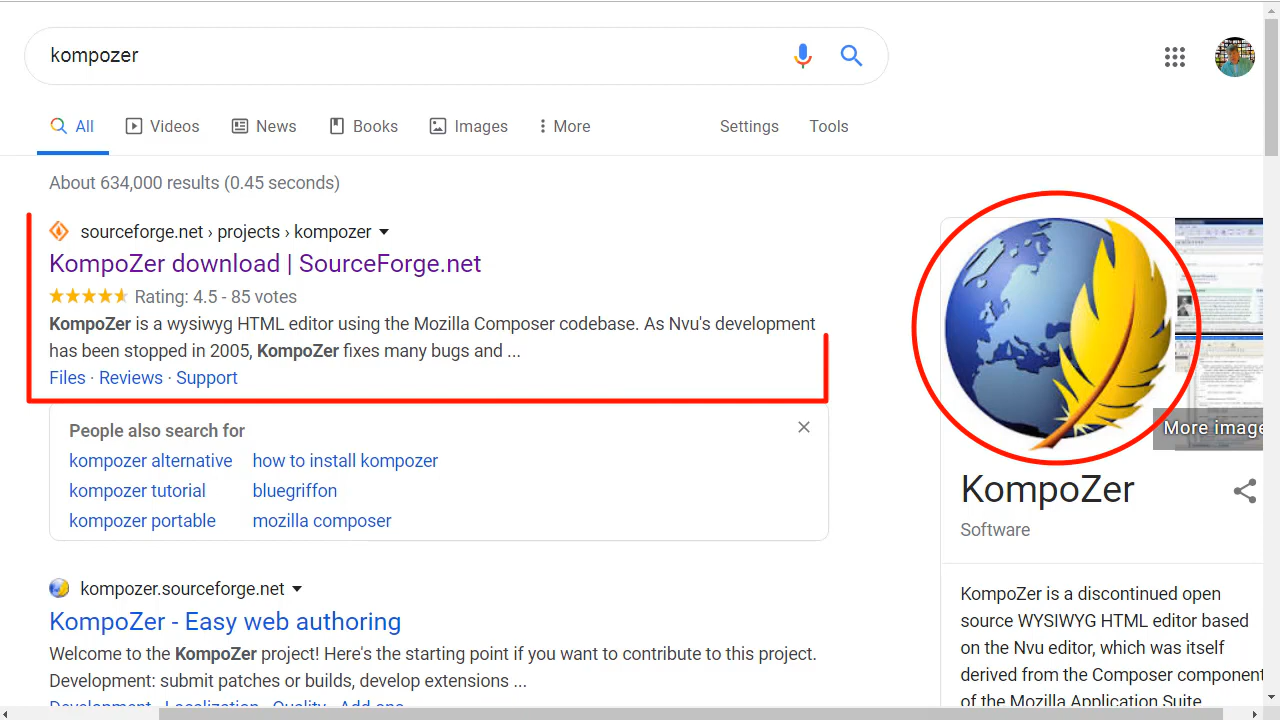 kompozer
All
Videos
News
Books
Images
More
Settings
Tools
About 634,000 results (0.45 seconds)
sourceforge.net › projects › kompozer
KompoZer download | SourceForge.net
Rating: 4.5 - 85 votes
KompoZer is a wysiwyg HTML editor using the Mozilla Composer codebase. As Nvu's development
has been stopped in 2005, KompoZer fixes many bugs and ...
Files · Reviews · Support
People also search for
kompozer alternative
how to install kompozer
kompozer tutorial
bluegriffon
kompozer portable
mozilla composer
kompozer.sourceforge.net
KompoZer - Easy web authoring
Welcome to the KompoZer project! Here's the starting point if you want to contribute to this project.
Development: submit patches or builds, develop extensions ...
Development · Localization · Quality · Add-ons
More image
KompoZer
Software
KompoZer is a discontinued open
source WYSIWYG HTML editor based
on the Nvu editor, which was itself
derived from the Composer component
of the Mozilla Application Suite